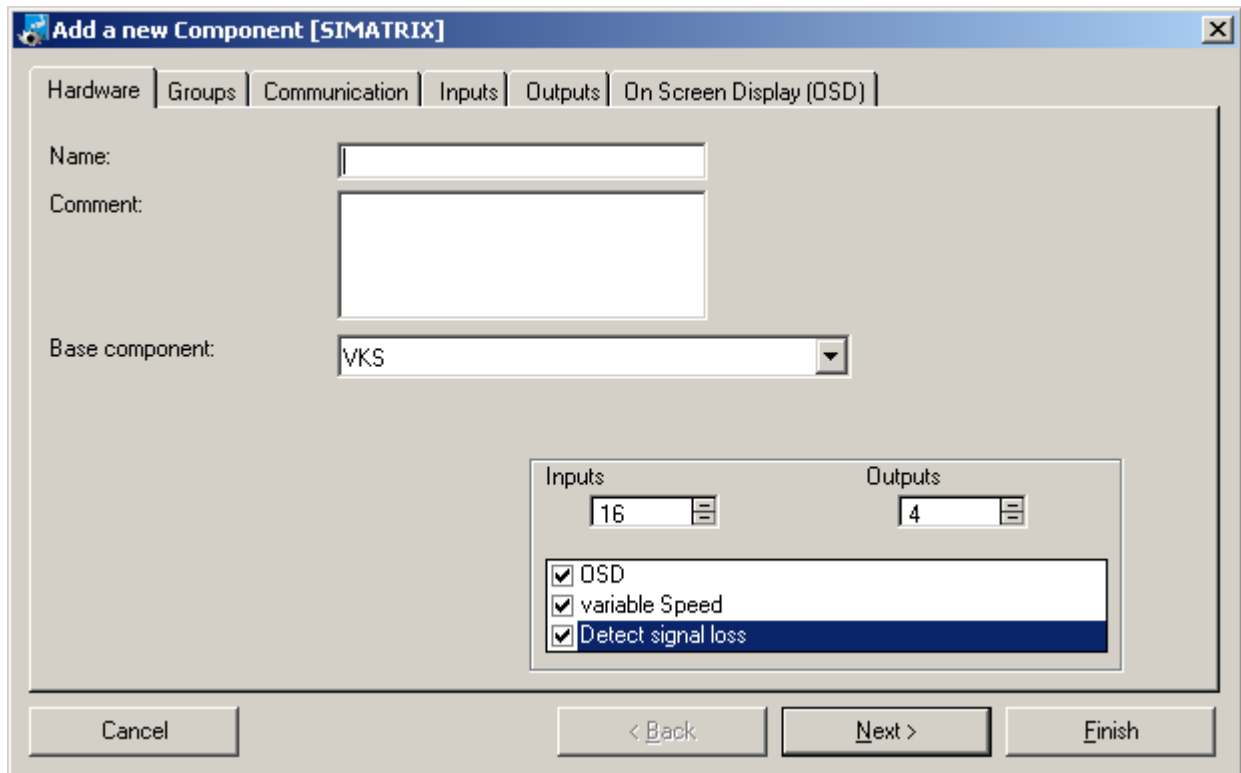 Add a new Component [SIMATRIX]
Hardware Groups Communication Inputs Outputs On Screen Display (OSD)
Name:
Comment:
Base component:
VKS
Inputs Outputs
16 4
OSD
variable Speed
Detect signal loss
Cancel < Back Next > Finish